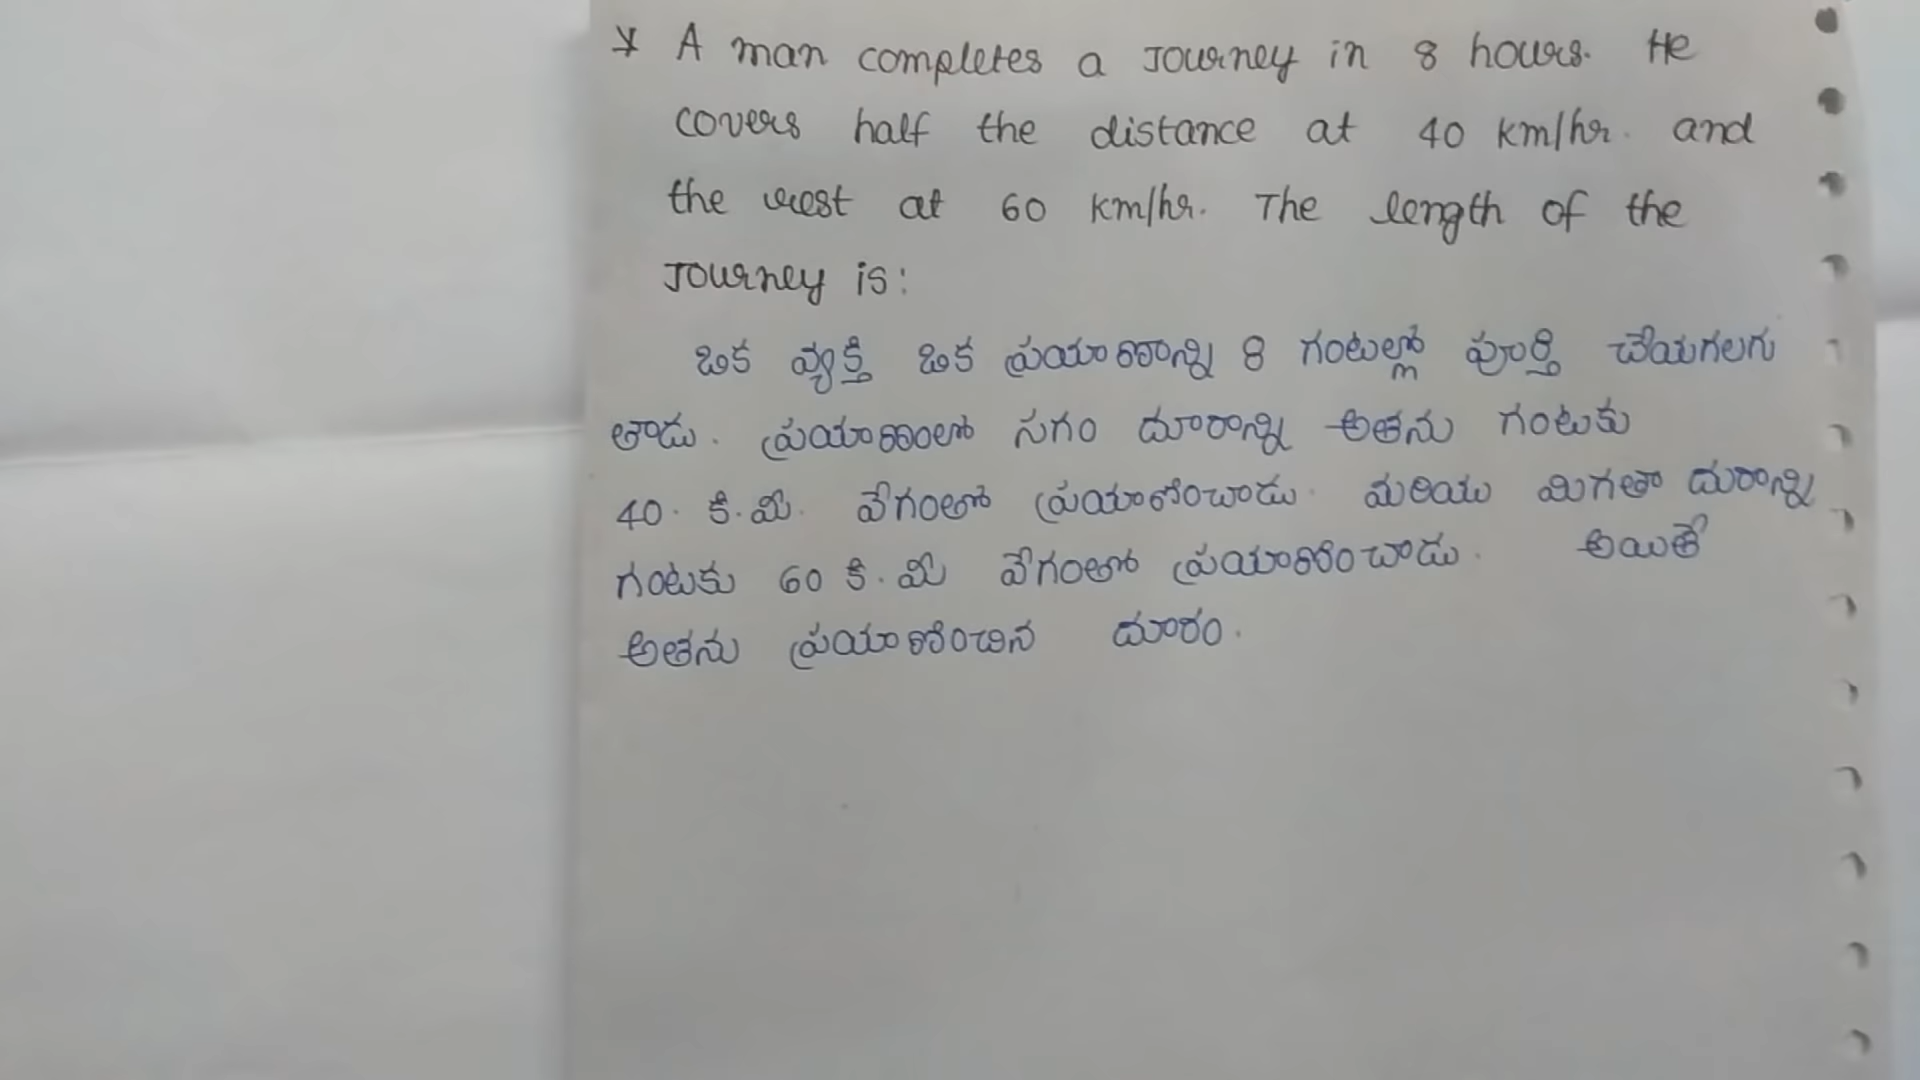 * A man completes a Journey in 8 hours. He
covers half the distance at 40 km/hr. and
the rest at 60 km/hr. The length of the
Journey is:
ఒక వ్యక్తి ఒక ప్రయాణాన్ని 8 గంటల్లో పూర్తి చేయగలగు
తాడు. ప్రయాణంలో సగం దూరాన్ని అతను గంటకు
40. కి.మి. వేగంతో ప్రయాణించాడు. మరియు మిగతా దురాన్ని
గంటకు 60 కి.మి వేగంతో ప్రయాణించాడు. అయితే
అతను ప్రయాణించిన దూరం.